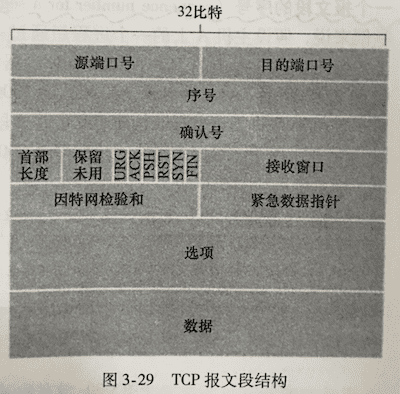 32比特
源端口号 目的端口号
序号
确认号
首部 保留 URG ACK PSH RST SYN FIN 接收窗口
长度 未用
因特网检验和 紧急数据指针
选项
数据
图 3-29 TCP 报文段结构